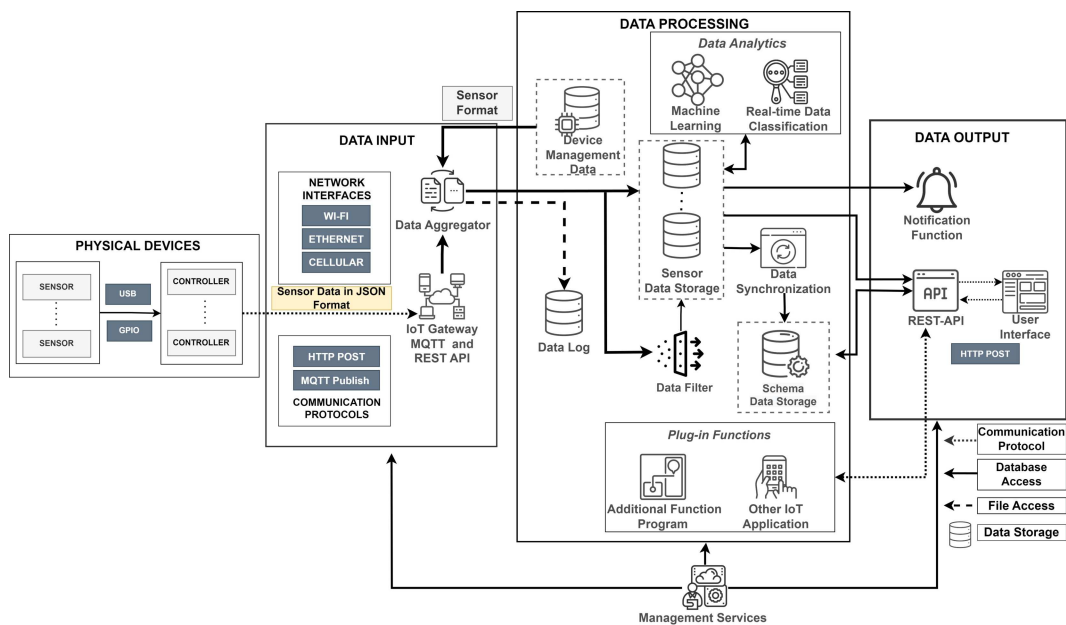 DATA PROCESSING
Data Analytics
Machine
Learning
Real-time Data
Classification
Sensor
Format
Device
Management
Data
DATA INPUT
DATA OUTPUT
NETWORK
INTERFACES
WI-FI
ETHERNET
CELLULAR
Data Aggregator
Notification
Function
PHYSICAL DEVICES
SENSOR
SENSOR
USB
GPIO
CONTROLLER
CONTROLLER
Sensor Data in JSON
Format
IoT Gateway
MQTT and
REST API
HTTP POST
MQTT Publish
COMMUNICATION
PROTOCOLS
Data Log
Sensor
Data Storage
Data
Synchronization
Data Filter
Schema
Data Storage
API
REST-API
User
Interface
HTTP POST
Plug-in Functions
Additional Function
Program
Other IoT
Application
Communication
Protocol
Database
Access
File Access
Data Storage
Management Services